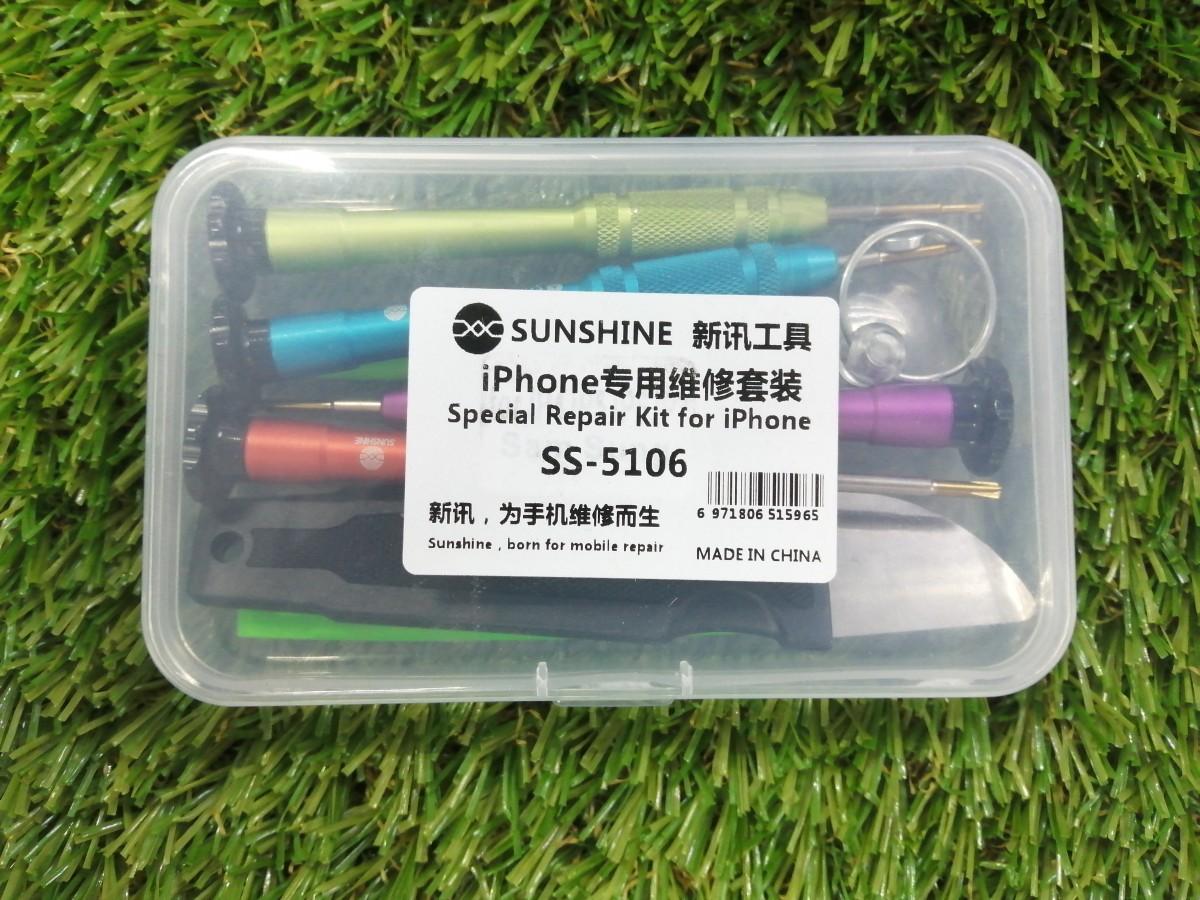 SUNSHINE 新讯工具
iPhone专用维修套装
Special Repair Kit for iPhone
SS-5106
6 971806 515965
新讯，为手机维修而生
Sunshine , born for mobile repair
MADE IN CHINA
SUNSHINE